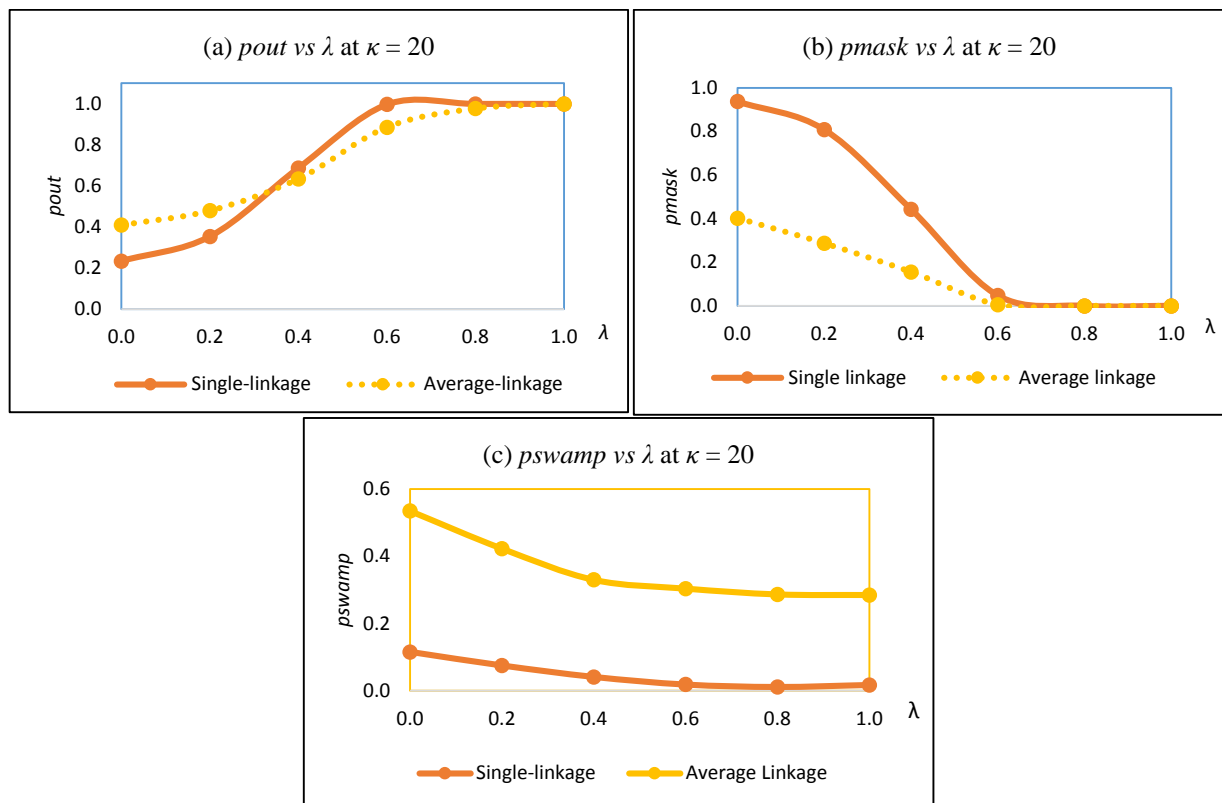 (a) pout vs λ at κ = 20
pout
1.0
0.8
0.6
0.4
0.2
0.0
0.0 0.2 0.4 0.6 0.8 1.0 λ
Single-linkage Average-linkage
(b) pmask vs λ at κ = 20
pmask
1.0
0.8
0.6
0.4
0.2
0.0
0.0 0.2 0.4 0.6 0.8 1.0 λ
Single linkage Average linkage
(c) pswamp vs λ at κ = 20
pswamp
0.6
0.4
0.2
0.0
0.0 0.2 0.4 0.6 0.8 1.0 λ
Single-linkage Average Linkage